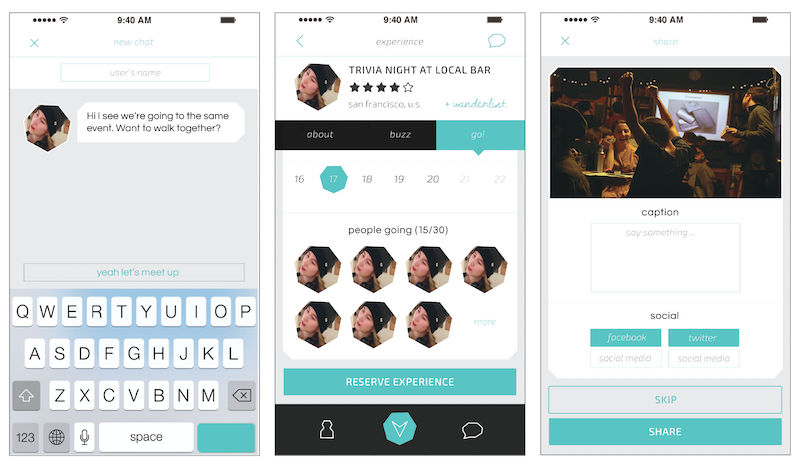 9:40 AM
new chat
user's name
Hi I see we're going to the same
event. Want to walk together?
yeah let's meet up
Q W E R T Y U I O P
A S D F G H J K L
Z X C V B N M
123 space
9:40 AM
experience
TRIVIA NIGHT AT LOCAL BAR
san francisco, u.s. + wanderlust.
about buzz go!
16 17 18 19 20 21 22
people going (15/30)
more
RESERVE EXPERIENCE
9:40 AM
share
caption
say something ...
social
facebook twitter
social media social media
SKIP
SHARE